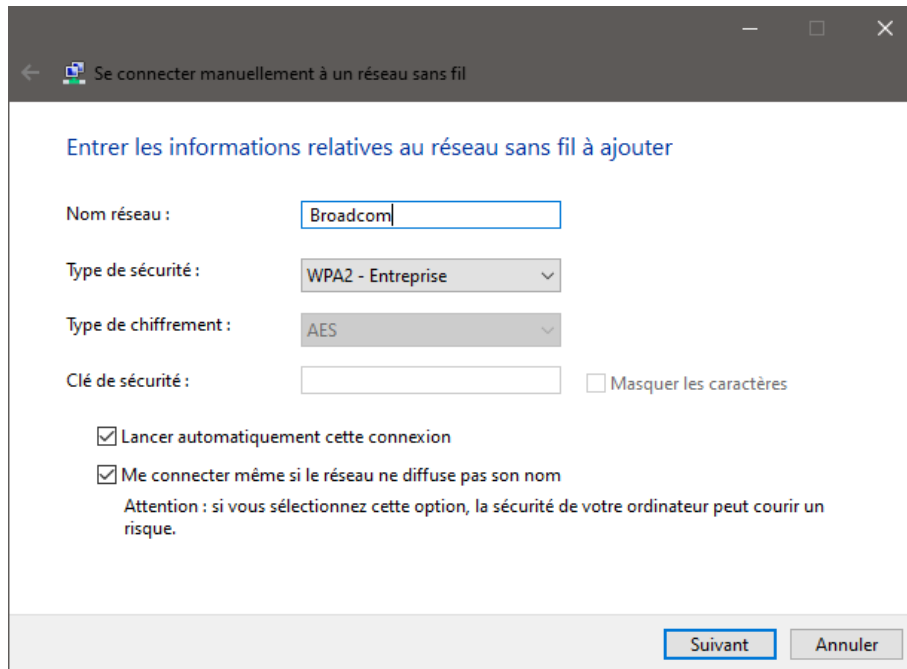 Se connecter manuellement à un réseau sans fil
Entrer les informations relatives au réseau sans fil à ajouter
Nom réseau :
Broadcom
Type de sécurité :
WPA2 - Entreprise
Type de chiffrement :
AES
Clé de sécurité :
Masquer les caractères
Lancer automatiquement cette connexion
Me connecter même si le réseau ne diffuse pas son nom
Attention : si vous sélectionnez cette option, la sécurité de votre ordinateur peut courir un
risque.
Suivant
Annuler